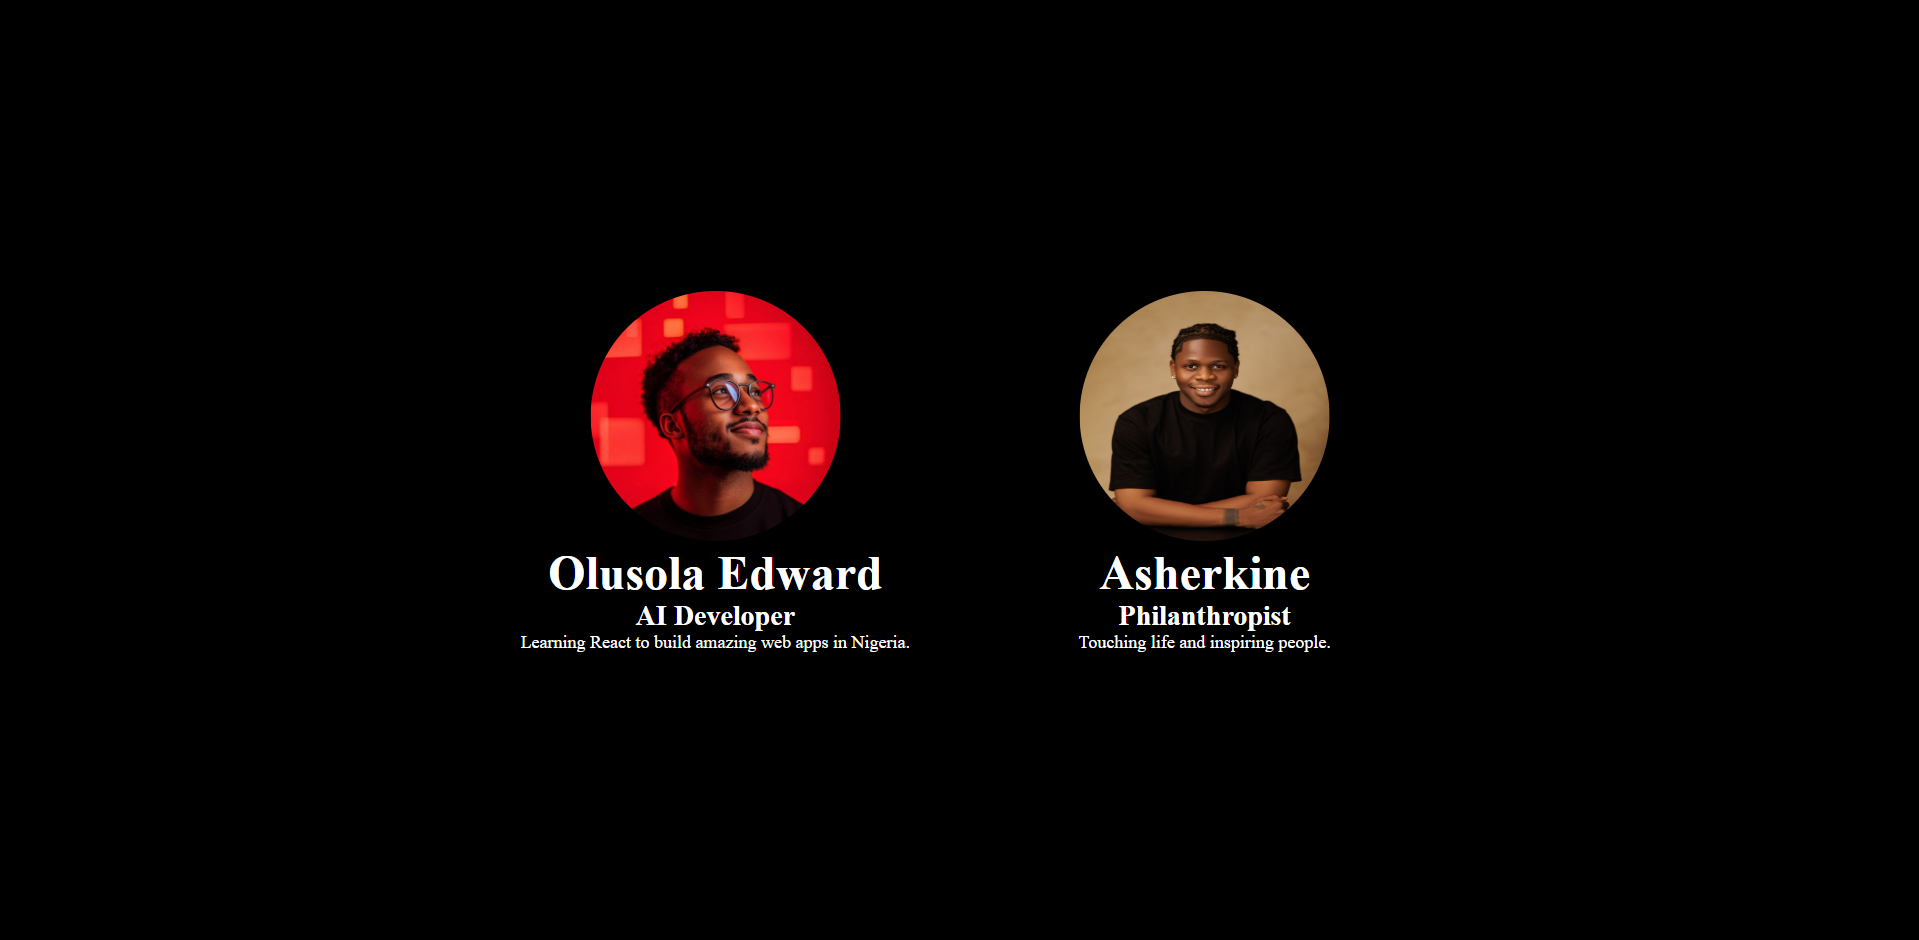 Olusola Edward
AI Developer
Learning React to build amazing web apps in Nigeria.
Asherkine
Philanthropist
Touching life and inspiring people.